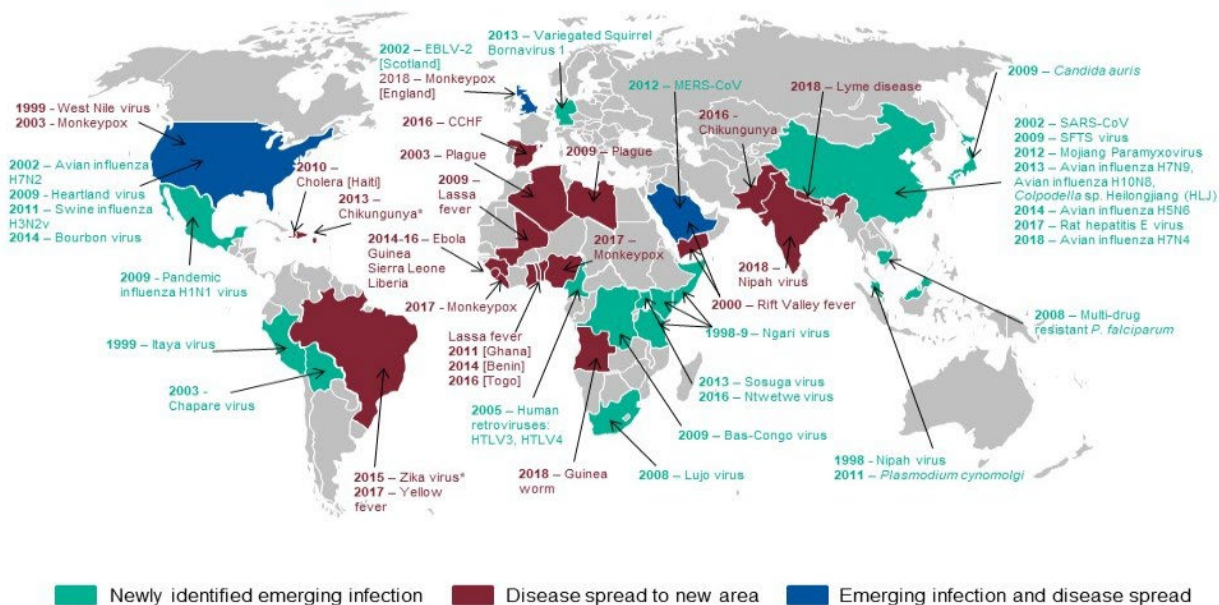 2002 – EBLV-2
[Scotland]
2018 – Monkeypox
[England]
2013 – Variegated Squirrel
Bornavirus 1
2012 – MERS-CoV
2018 – Lyme disease
2009 – Candida auris
1999 - West Nile virus
2003 - Monkeypox
2002 – Avian influenza
H7N2
2009 – Heartland virus
2011 – Swine influenza
H3N2v
2014 – Bourbon virus
2010 –
Cholera [Haiti]
2013 –
Chikungunya*
2016 – CCHF
2003 – Plague
2009 – Plague
2009 –
Lassa
fever
2016 -
Chikungunya
2002 – SARS-CoV
2009 – SFTS virus
2012 – Mojiang Paramyxovirus
2013 – Avian influenza H7N9,
Avian influenza H10N8,
Colpodella sp. Heilongjiang (HLJ)
2014 – Avian influenza H5N6
2017 – Rat hepatitis E virus
2018 – Avian influenza H7N4
2014-16 – Ebola
Guinea
Sierra Leone
Liberia
2017 –
Monkeypox
2018 –
Nipah virus
2009 – Pandemic
influenza H1N1 virus
2017 – Monkeypox
2000 – Rift Valley fever
Lassa fever
2011 [Ghana]
2014 [Benin]
2016 [Togo]
1998-9 – Ngari virus
2008 – Multi-drug
resistant P. falciparum
1999 – Itaya virus
2003 -
Chapare virus
2005 – Human
retroviruses:
HTLV3, HTLV4
2013 – Sosuga virus
2016 – Ntwetwe virus
2009 – Bas-Congo virus
2015 – Zika virus*
2017 – Yellow
fever
2018 – Guinea
worm
2008 – Lujo virus
1998 - Nipah virus
2011 – Plasmodium cynomolgi
Newly identified emerging infection
Disease spread to new area
Emerging infection and disease spread